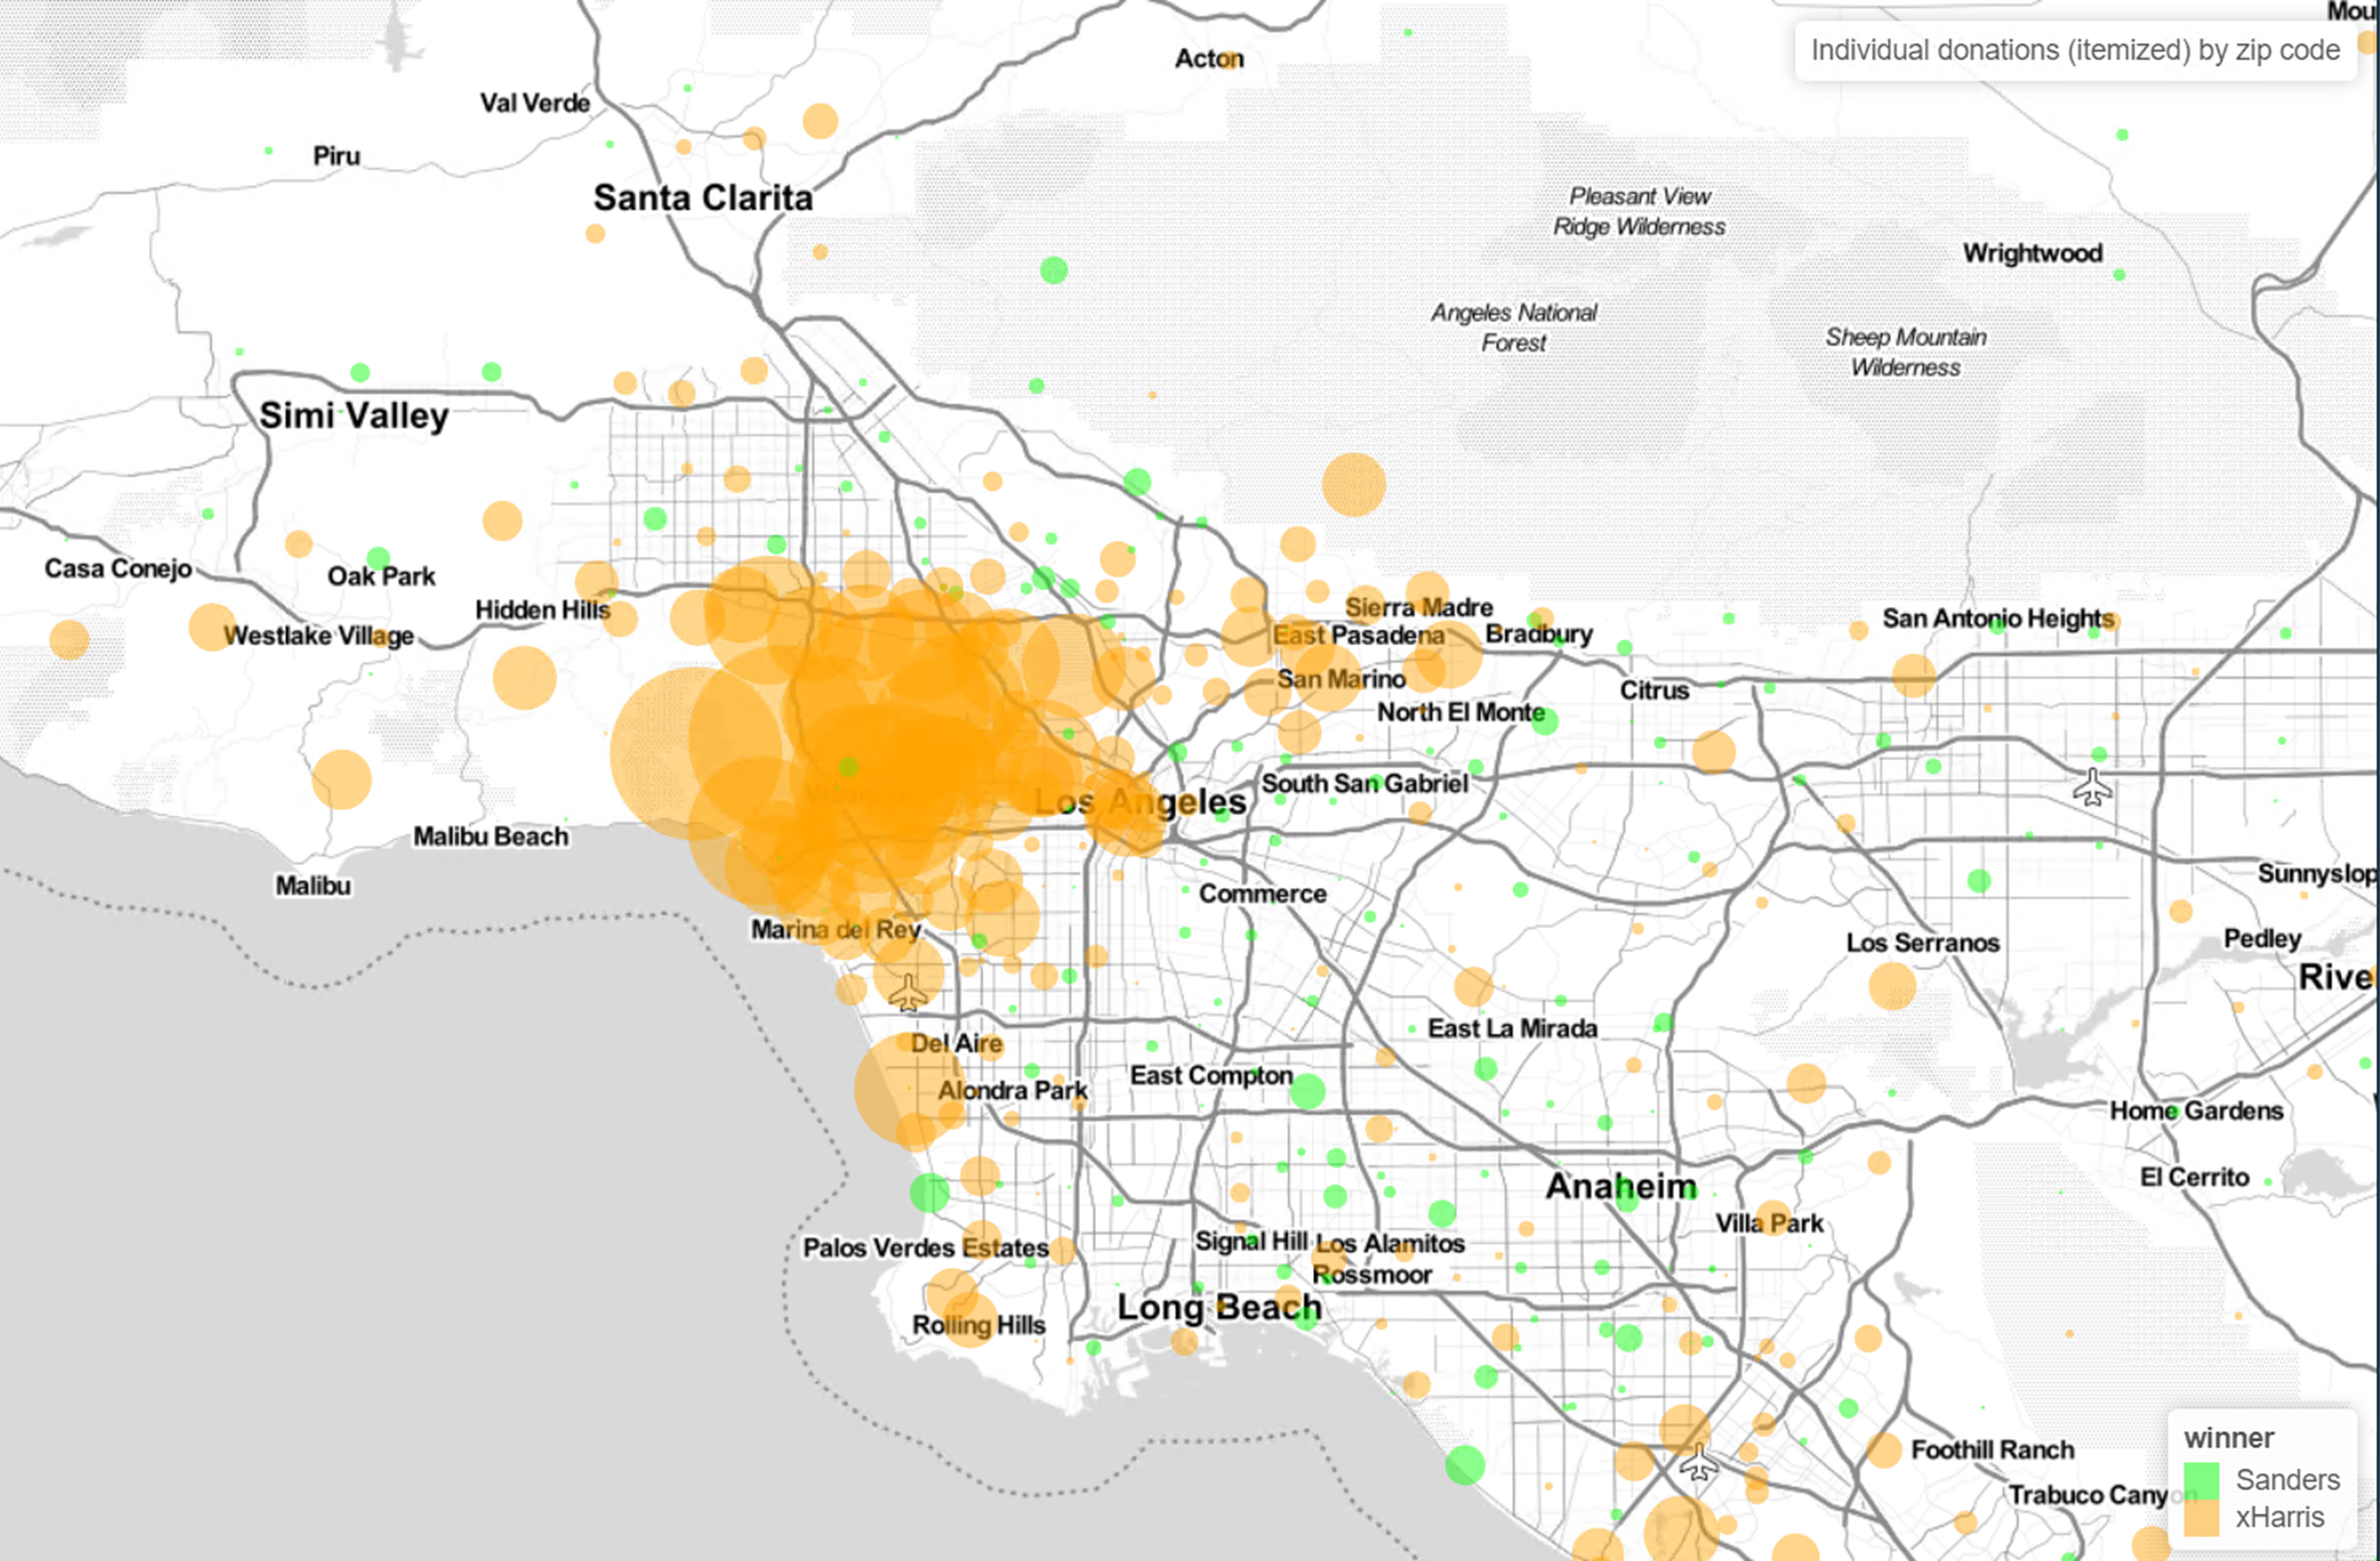 Mou
Individual donations (itemized) by zip code
Acton
Val Verde
Piru
Santa Clarita
Pleasant View
Ridge Wilderness
Wrightwood
Angeles National
Forest
Sheep Mountain
Wilderness
Simi Valley
Casa Conejo
Oak Park
Hidden Hills
Westlake Village
Sierra Madre
East Pasadena
Bradbury
San Antonio Heights
San Marino
Citrus
North El Monte
South San Gabriel
Los Angeles
Malibu Beach
Malibu
Commerce
Sunnyslop
Marina del Rey
Los Serranos
Pedley
Rive
East La Mirada
Del Aire
East Compton
Alondra Park
Home Gardens
El Cerrito
Anaheim
Villa Park
Palos Verdes Estates
Signal Hill
Los Alamitos
Rossmoor
Long Beach
Rolling Hills
Foothill Ranch
Trabuco Canyon
winner
Sanders
xHarris